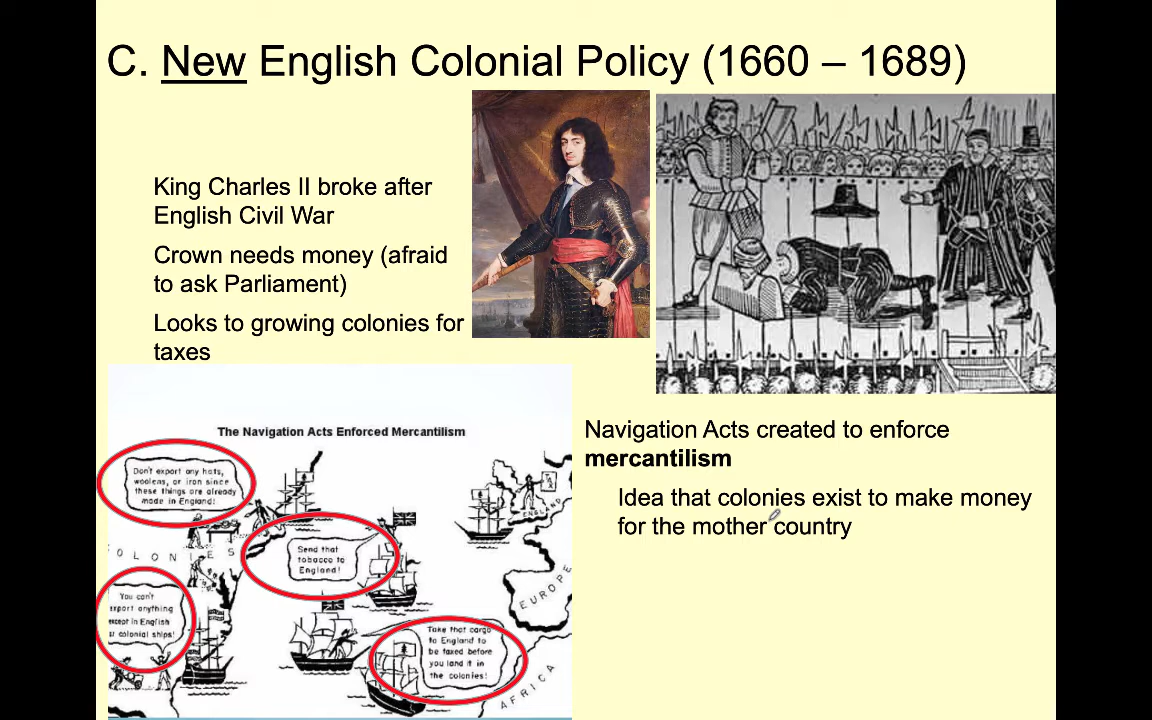 C. New English Colonial Policy (1660 – 1689)
King Charles II broke after
English Civil War
Crown needs money (afraid
to ask Parliament)
Looks to growing colonies for
taxes
The Navigation Acts Enforced Mercantilism
Don't export any hats,
woolens, or iron since
these things are already
made in England!
Send that
tobacco to
England!
You can't
export anything
except in English
or colonial ships!
Take that cargo
to England to
be taxed before
you land it in
the colonies!
COLONIES
ENGLAND
TAX
EUROPE
AFRICA
Navigation Acts created to enforce
mercantilism
Idea that colonies exist to make money
for the mother country